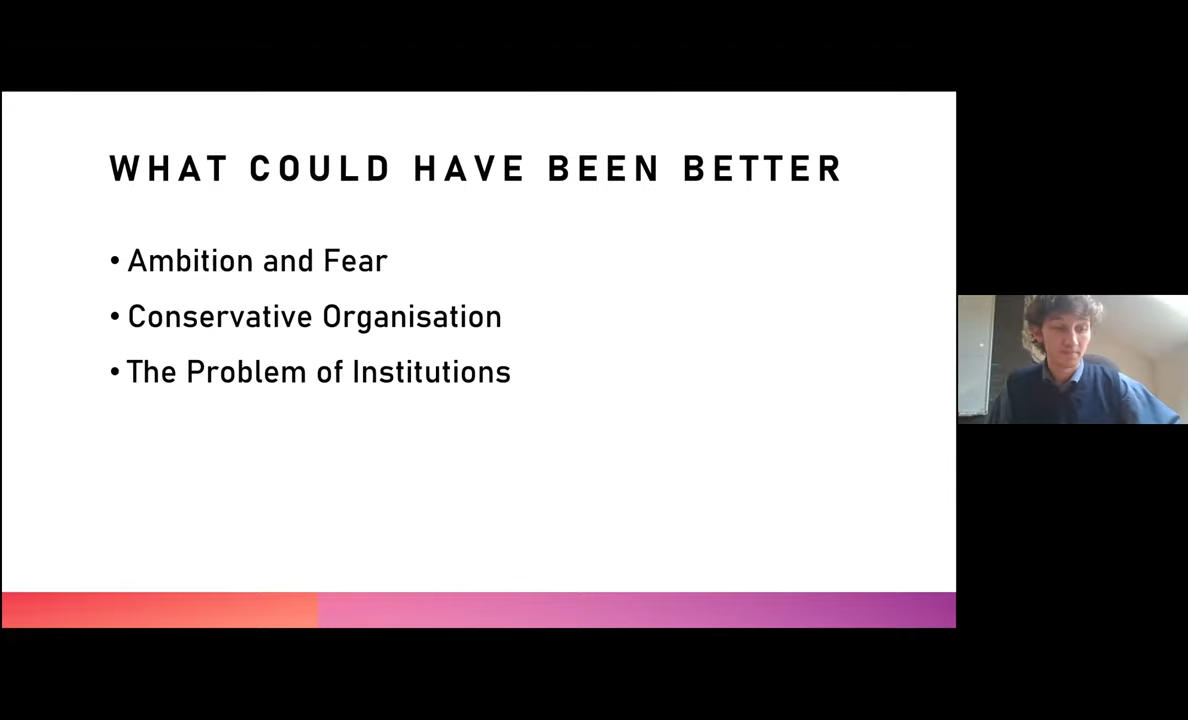 WHAT COULD HAVE BEEN BETTER
• Ambition and Fear
• Conservative Organisation
• The Problem of Institutions